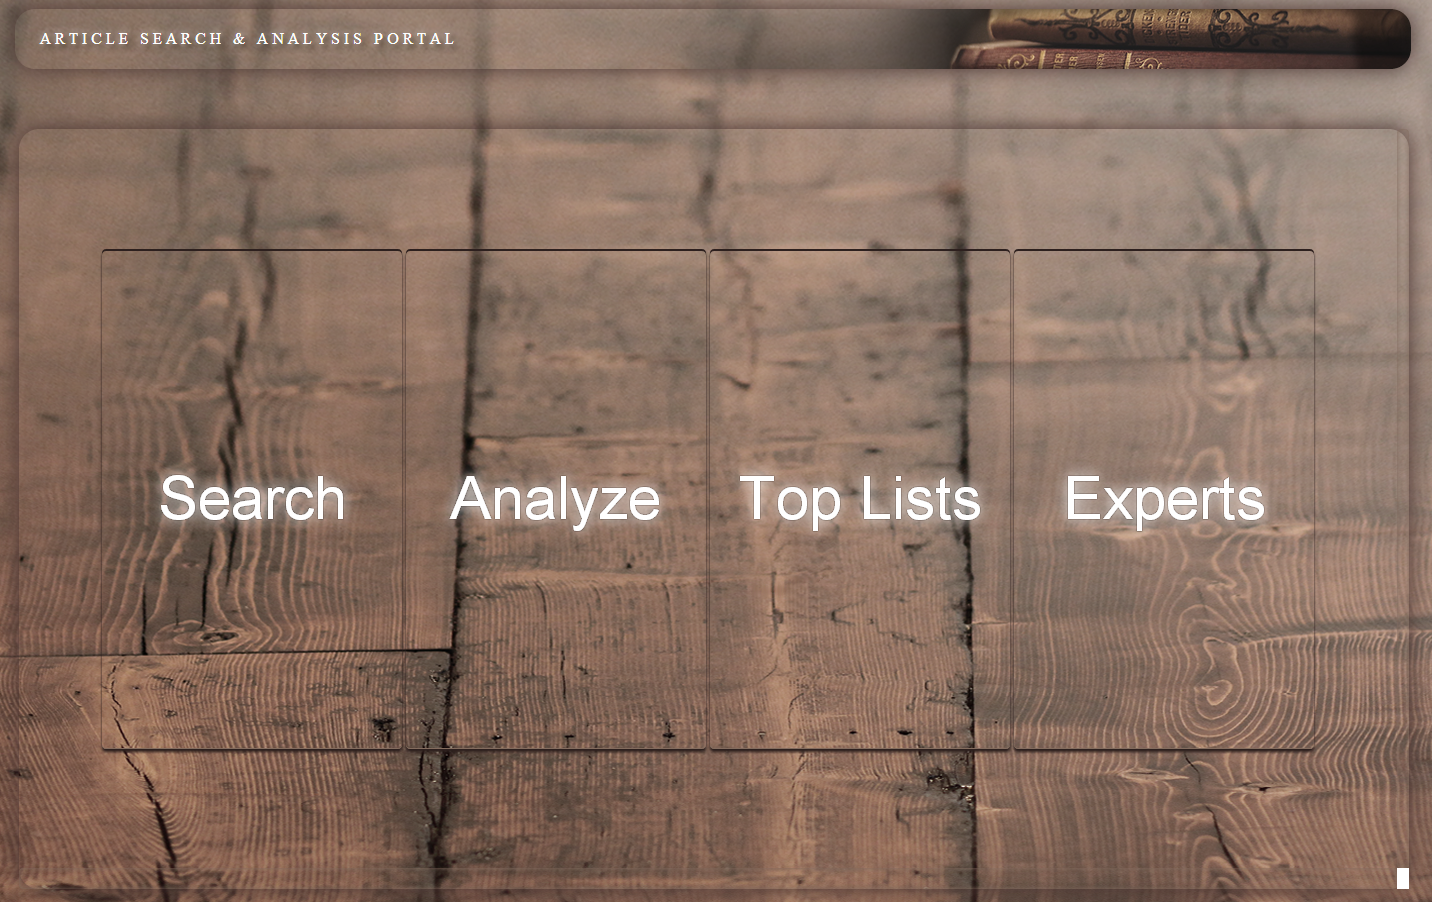 ARTICLE SEARCH & ANALYSIS PORTAL
Search
Analyze
Top Lists
Experts